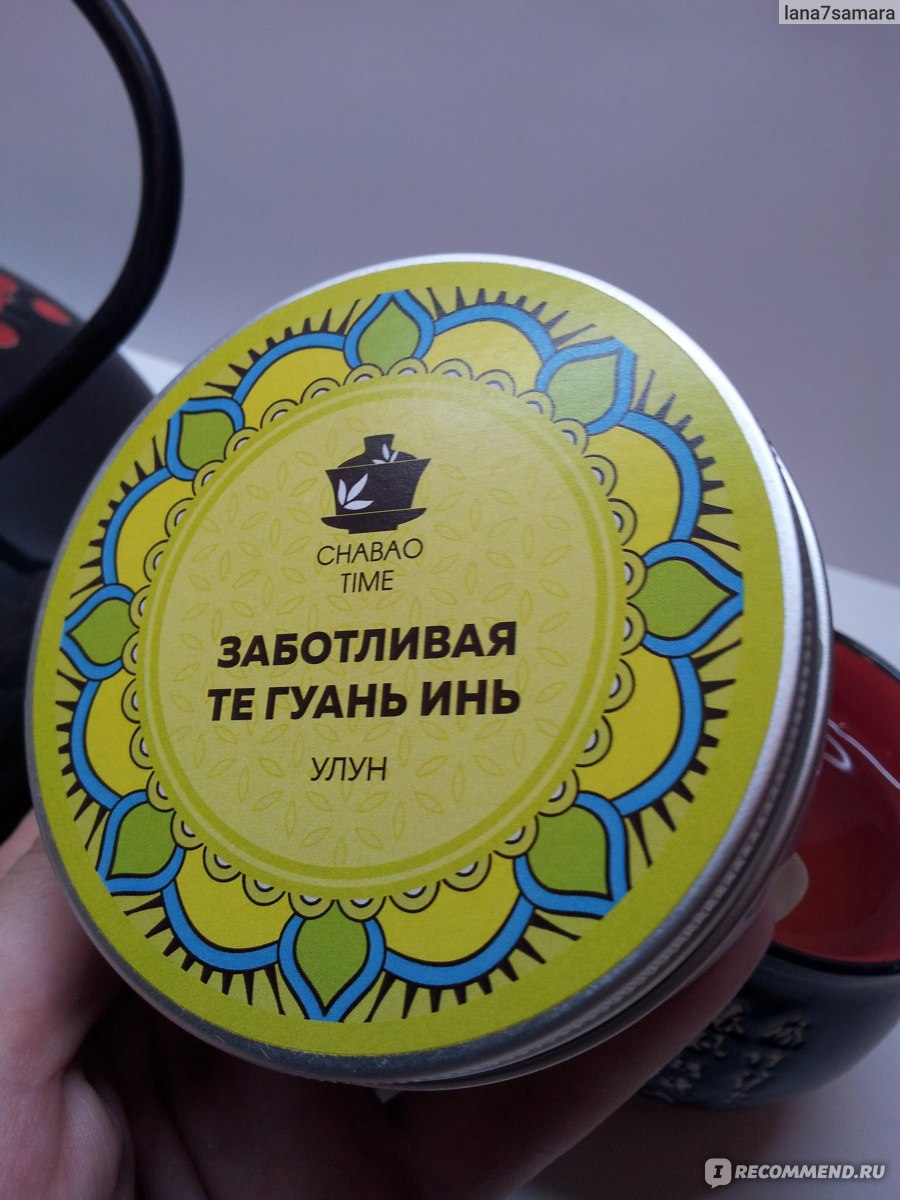 lana7samara
CHABAO
TIME
ЗАБОТЛИВАЯ
ТЕ ГУАНЬ ИНЬ
УЛУН
IRECOMMEND.RU